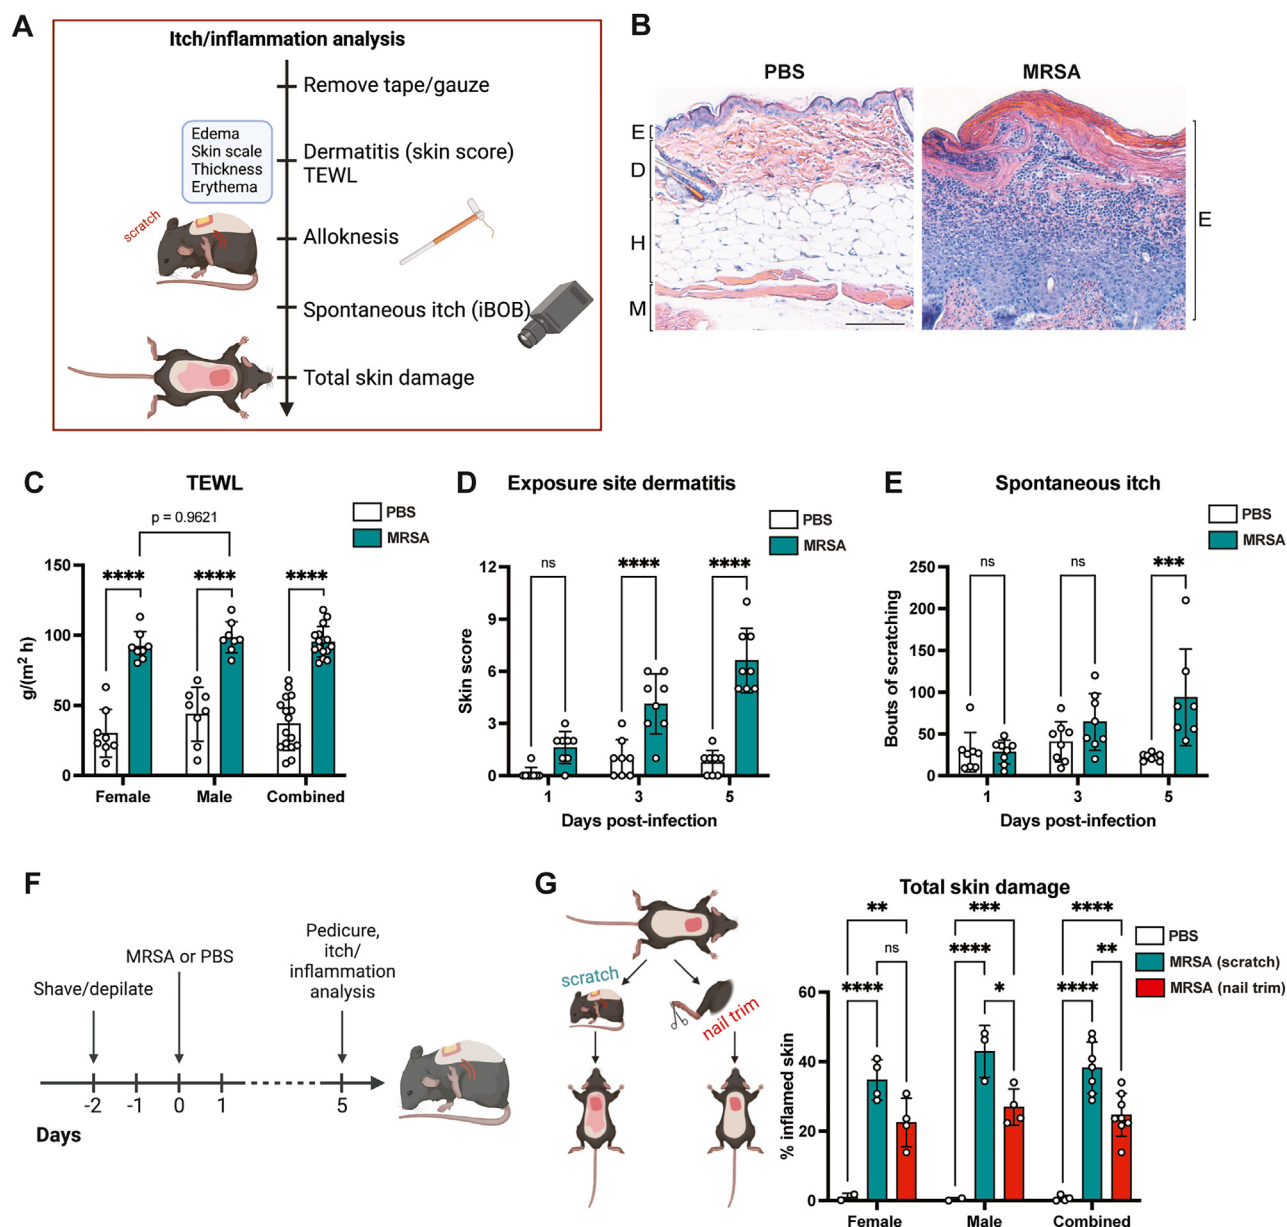 A
Itch/inflammation analysis
Remove tape/gauze
Edema
Skin scale
Thickness
Erythema
Dermatitis (skin score)
TEWL
scratch
Alloknesis
Spontaneous itch (iBOB)
Total skin damage
B
PBS
MRSA
E
D
H
M
E
C
TEWL
PBS
MRSA
p = 0.9621
**** **** ****
g/(m² h)
150
100
50
0
Female Male Combined
D
Exposure site dermatitis
PBS
MRSA
ns **** ****
Skin score
12
9
6
3
0
1 3 5
Days post-infection
E
Spontaneous itch
PBS
MRSA
ns ns ***
Bouts of scratching
250
200
150
100
50
0
1 3 5
Days post-infection
F
Shave/depilate
MRSA or PBS
Pedicure,
itch/
inflammation
analysis
-2 -1 0 1 5
Days
G
scratch
nail trim
Total skin damage
PBS
MRSA (scratch)
MRSA (nail trim)
** *** ****
ns **** **
**** * ****
% inflamed skin
60
40
20
0
Female Male Combined